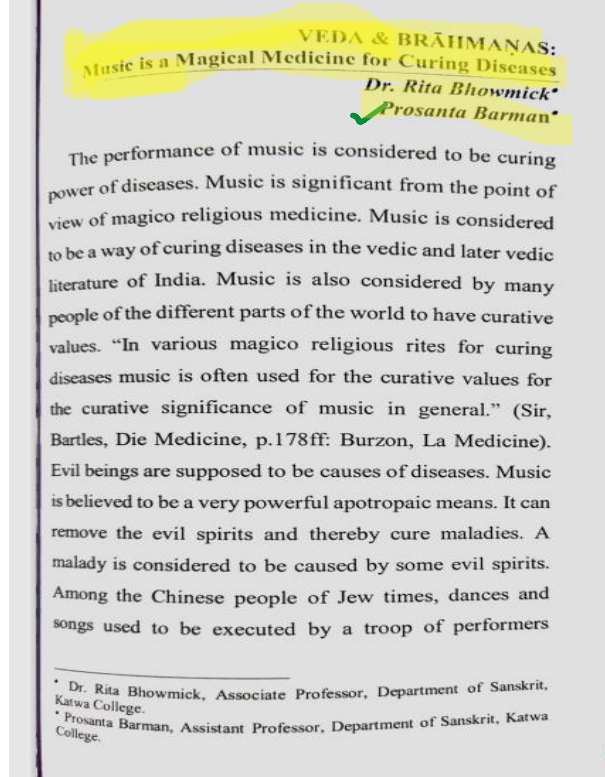 VEDA & BRĀHMAṆAS:
Music is a Magical Medicine for Curing Diseases
Dr. Rita Bhowmick*
Prosanta Barman*
The performance of music is considered to be curing
power of diseases. Music is significant from the point of
view of magico religious medicine. Music is considered
to be a way of curing diseases in the vedic and later vedic
literature of India. Music is also considered by many
people of the different parts of the world to have curative
values. “In various magico religious rites for curing
diseases music is often used for the curative values for
the curative significance of music in general.” (Sir,
Bartles, Die Medicine, p.178ff: Burzon, La Medicine).
Evil beings are supposed to be causes of diseases. Music
is believed to be a very powerful apotropaic means. It can
remove the evil spirits and thereby cure maladies. A
malady is considered to be caused by some evil spirits.
Among the Chinese people of Jew times, dances and
songs used to be executed by a troop of performers
* Dr. Rita Bhowmick, Associate Professor, Department of Sanskrit,
Katwa College.
* Prosanta Barman, Assistant Professor, Department of Sanskrit, Katwa
College.